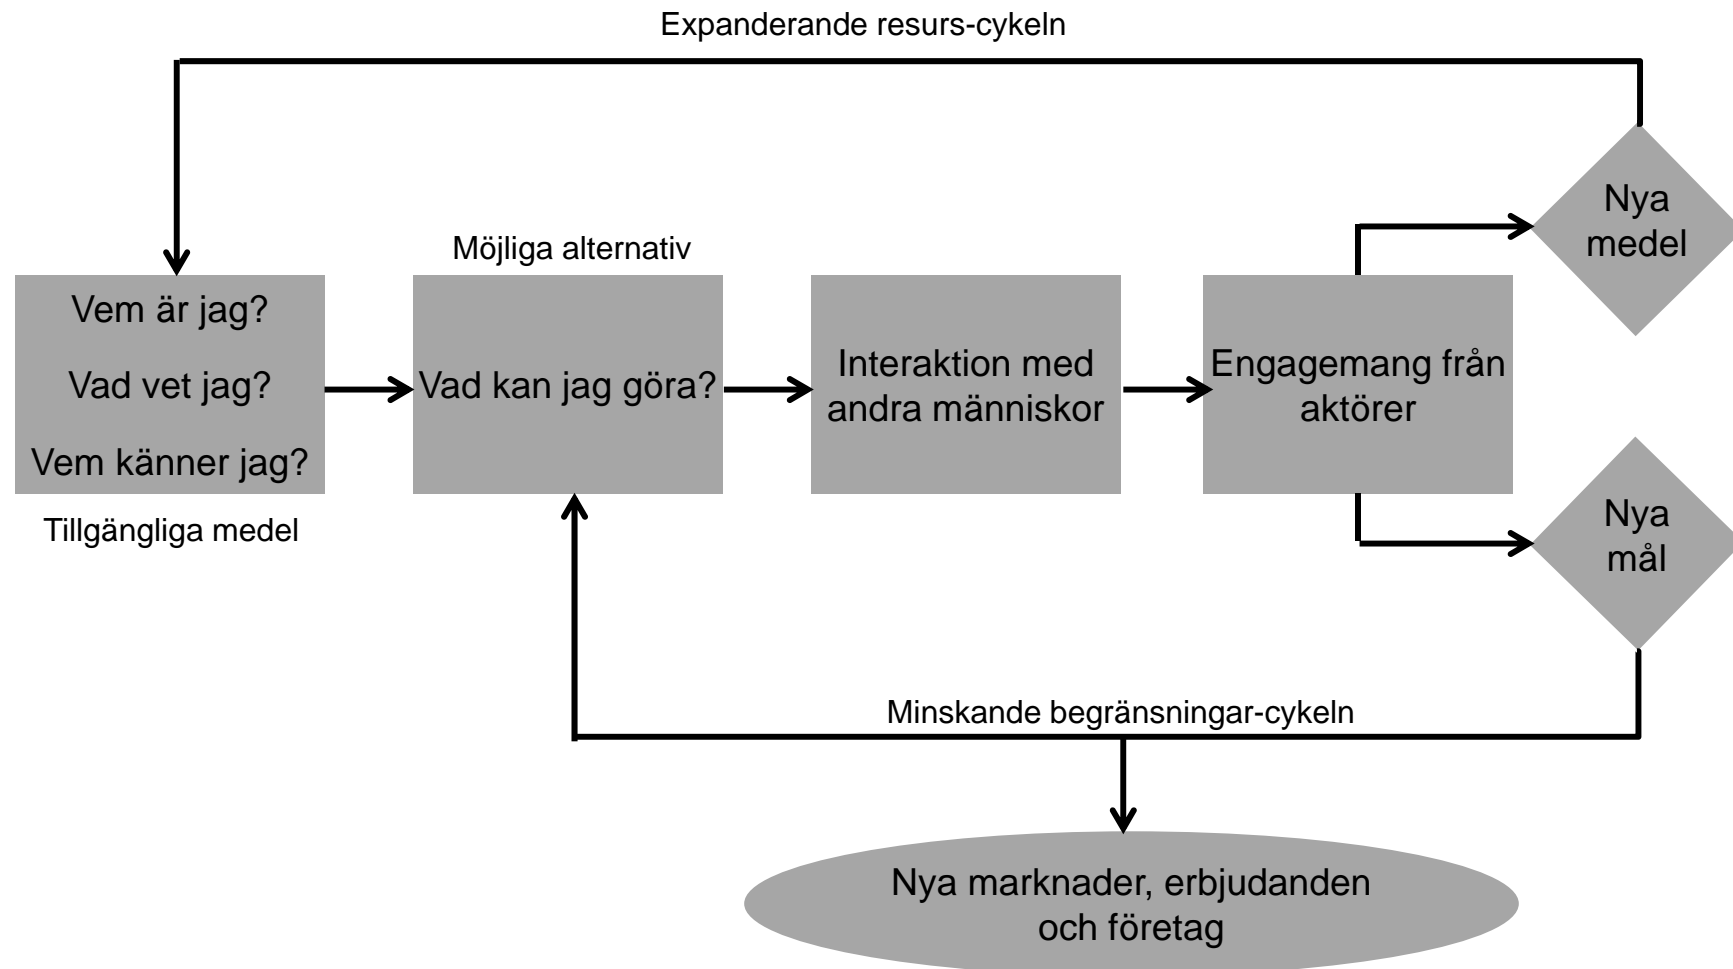 Expanderande resurs-cykeln
Nya
medel
Möjliga alternativ
Vem är jag?
Vad vet jag?
Vem känner jag?
Vad kan jag göra?
Interaktion med
andra människor
Engagemang från
aktörer
Tillgängliga medel
Nya
mål
Minskande begränsningar-cykeln
Nya marknader, erbjudanden
och företag